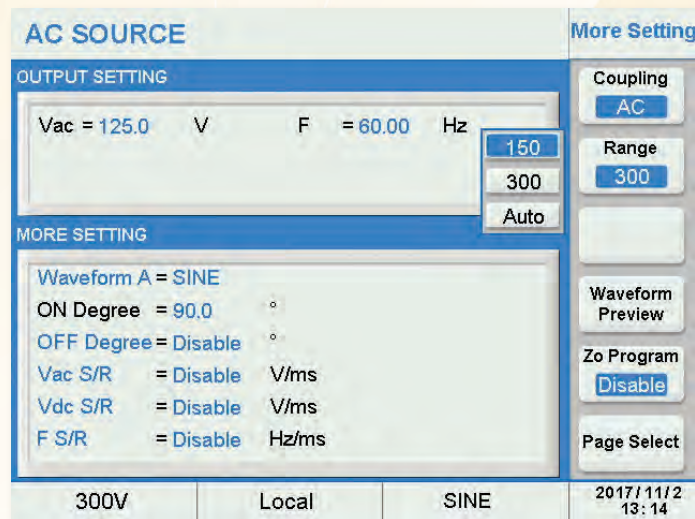 AC SOURCE
More Setting
OUTPUT SETTING
Vac = 125.0 V F = 60.00 Hz
150
300
Auto
MORE SETTING
Waveform A = SINE
ON Degree = 90.0 °
OFF Degree = Disable °
Vac S/R = Disable V/ms
Vdc S/R = Disable V/ms
F S/R = Disable Hz/ms
Coupling
AC
Range
300
Waveform
Preview
Zo Program
Disable
Page Select
300V Local SINE
2017/11/2
13:14